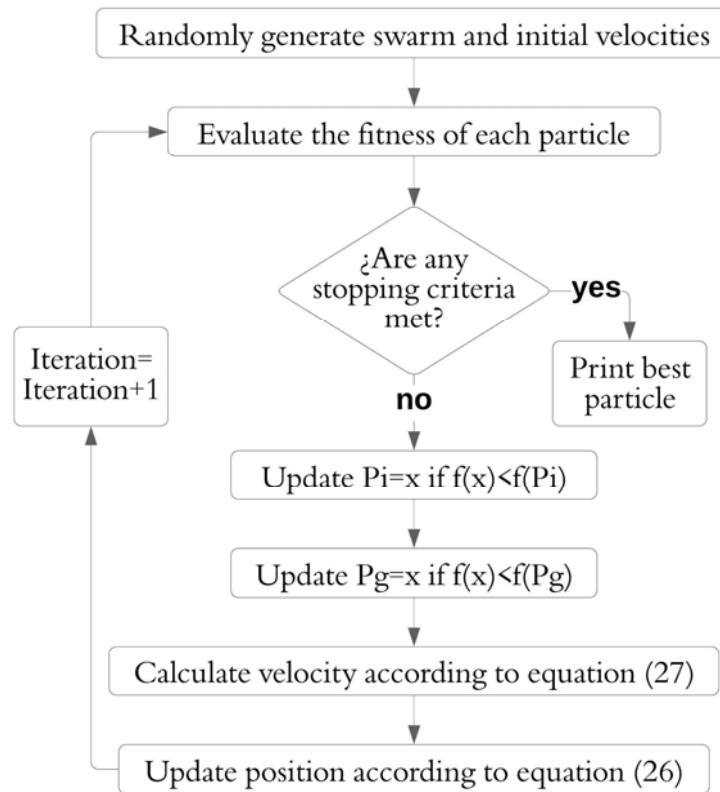 Randomly generate swarm and initial velocities
Evaluate the fitness of each particle
¿Are any
stopping criteria
met?
yes
Print best
particle
no
Iteration=
Iteration+1
Update Pi=x if f(x)<f(Pi)
Update Pg=x if f(x)<f(Pg)
Calculate velocity according to equation (27)
Update position according to equation (26)